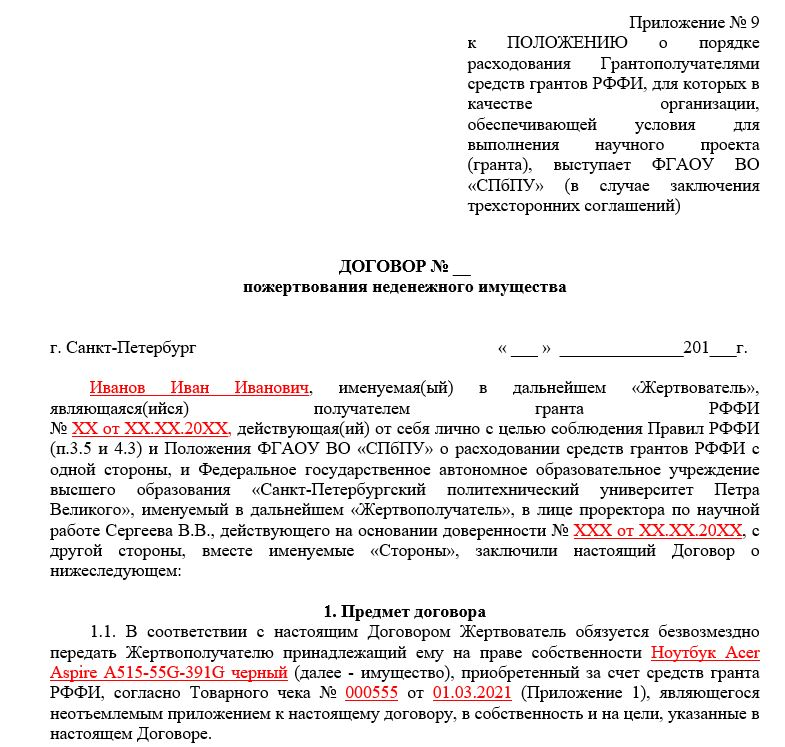 Приложение № 9
к ПОЛОЖЕНИЮ о порядке
расходования Грантополучателями
средств грантов РФФИ, для которых в
качестве организации,
обеспечивающей условия для
выполнения научного проекта
(гранта), выступает ФГАОУ ВО
«СПбПУ» (в случае заключения
трехсторонних соглашений)
ДОГОВОР № __
пожертвования неденежного имущества
г. Санкт-Петербург « ___ » ______________201___г.
Иванов Иван Иванович, именуемая(ый) в дальнейшем «Жертвователь»,
являющаяся(ийся) получателем гранта РФФИ
№ ХХ от ХХ.ХХ.20ХХ, действующая(ий) от себя лично с целью соблюдения Правил РФФИ
(п.3.5 и 4.3) и Положения ФГАОУ ВО «СПбПУ» о расходовании средств грантов РФФИ с
одной стороны, и Федеральное государственное автономное образовательное учреждение
высшего образования «Санкт-Петербургский политехнический университет Петра
Великого», именуемый в дальнейшем «Жертвополучатель», в лице проректора по научной
работе Сергеева В.В., действующего на основании доверенности № ХХХ от ХХ.ХХ.20ХХ, с
другой стороны, вместе именуемые «Стороны», заключили настоящий Договор о
нижеследующем:
1. Предмет договора
1.1. В соответствии с настоящим Договором Жертвователь обязуется безвозмездно
передать Жертвополучателю принадлежащий ему на праве собственности Ноутбук Acer
Aspire A515-55G-391G черный (далее - имущество), приобретенный за счет средств гранта
РФФИ, согласно Товарного чека № 000555 от 01.03.2021 (Приложение 1), являющегося
неотъемлемым приложением к настоящему договору, в собственность и на цели, указанные в
настоящем Договоре.